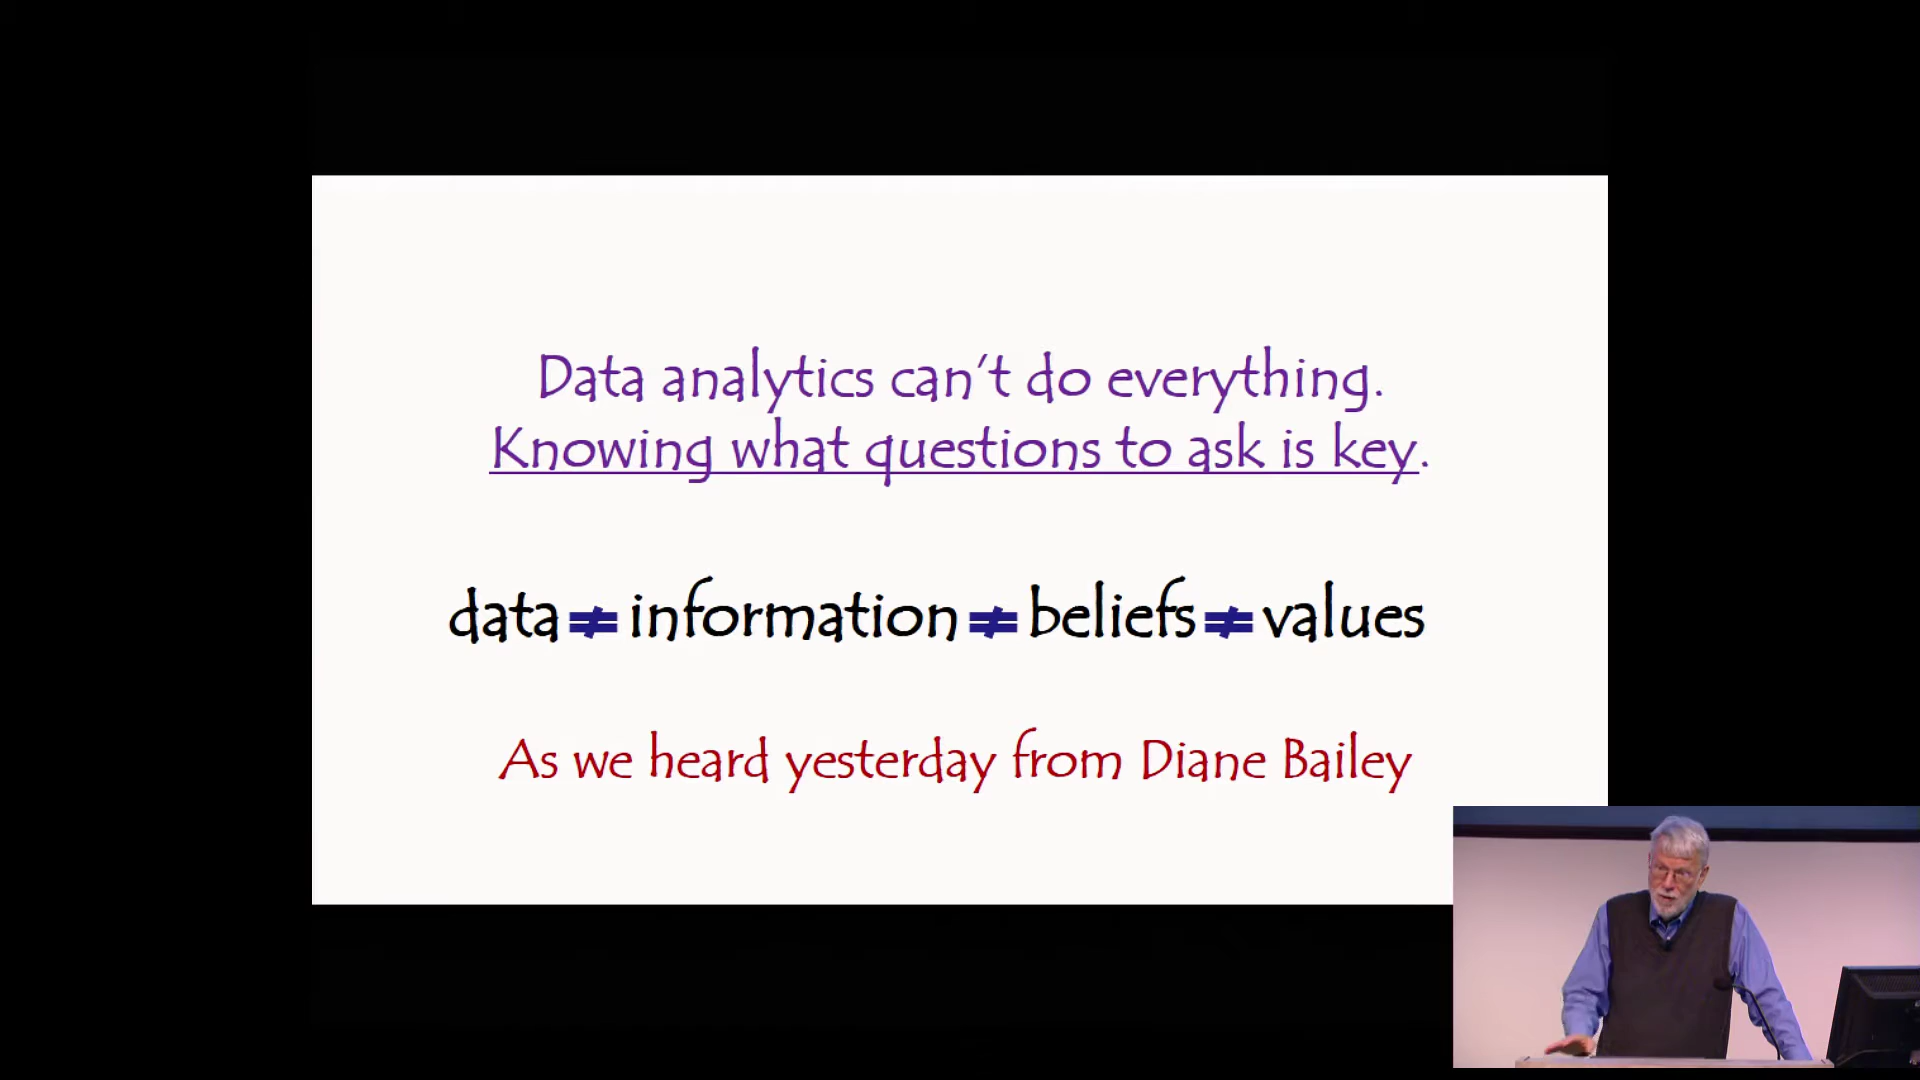 Data analytics can't do everything.
Knowing what questions to ask is key.
data ≠ information ≠ beliefs ≠ values
As we heard yesterday from Diane Bailey